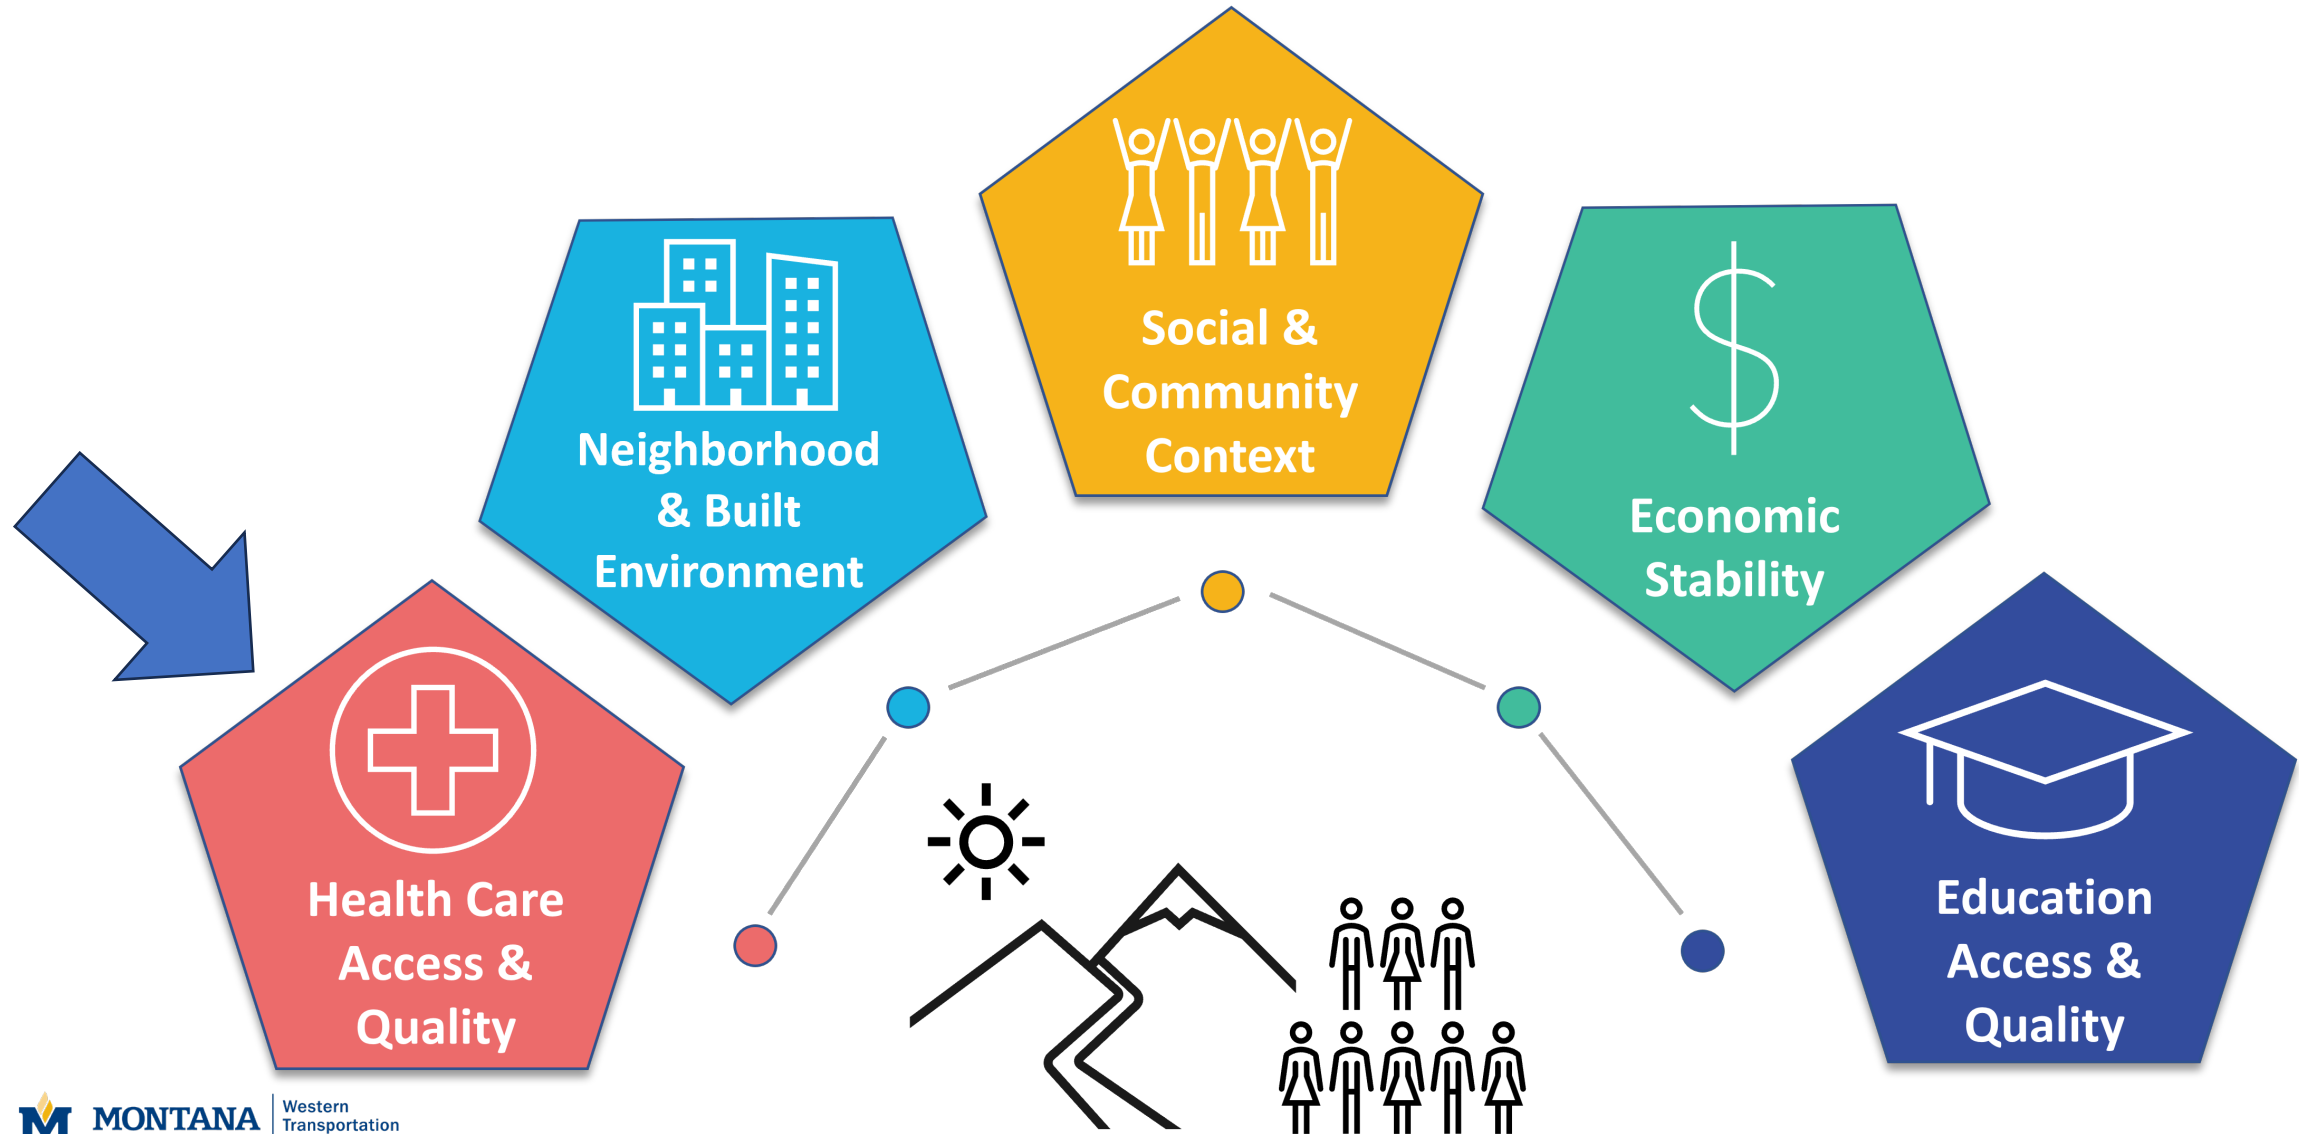 Social &
Community
Context
Neighborhood
& Built
Environment
Economic
Stability
Health Care
Access &
Quality
Education
Access &
Quality
M MONTANA
Western
Transportation